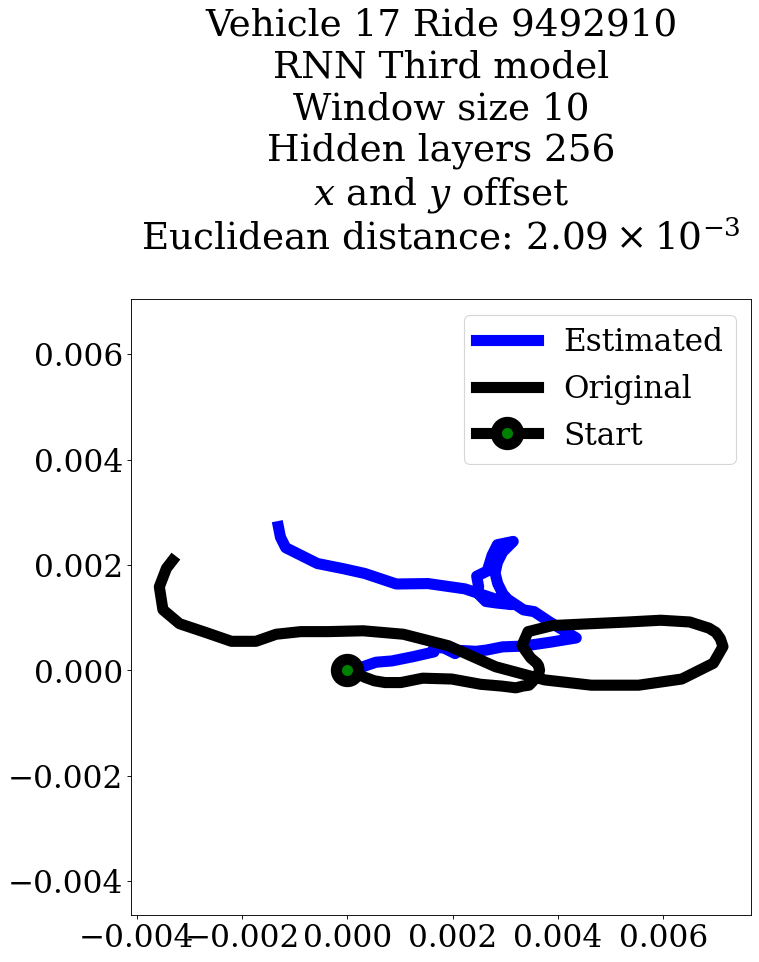 Vehicle 17 Ride 9492910
RNN Third model
Window size 10
Hidden layers 256
x and y offset
Euclidean distance: 2.09 × 10⁻³
Estimated
Original
Start
0.006
0.004
0.002
0.000
−0.002
−0.004
−0.004 −0.002 0.000 0.002 0.004 0.006